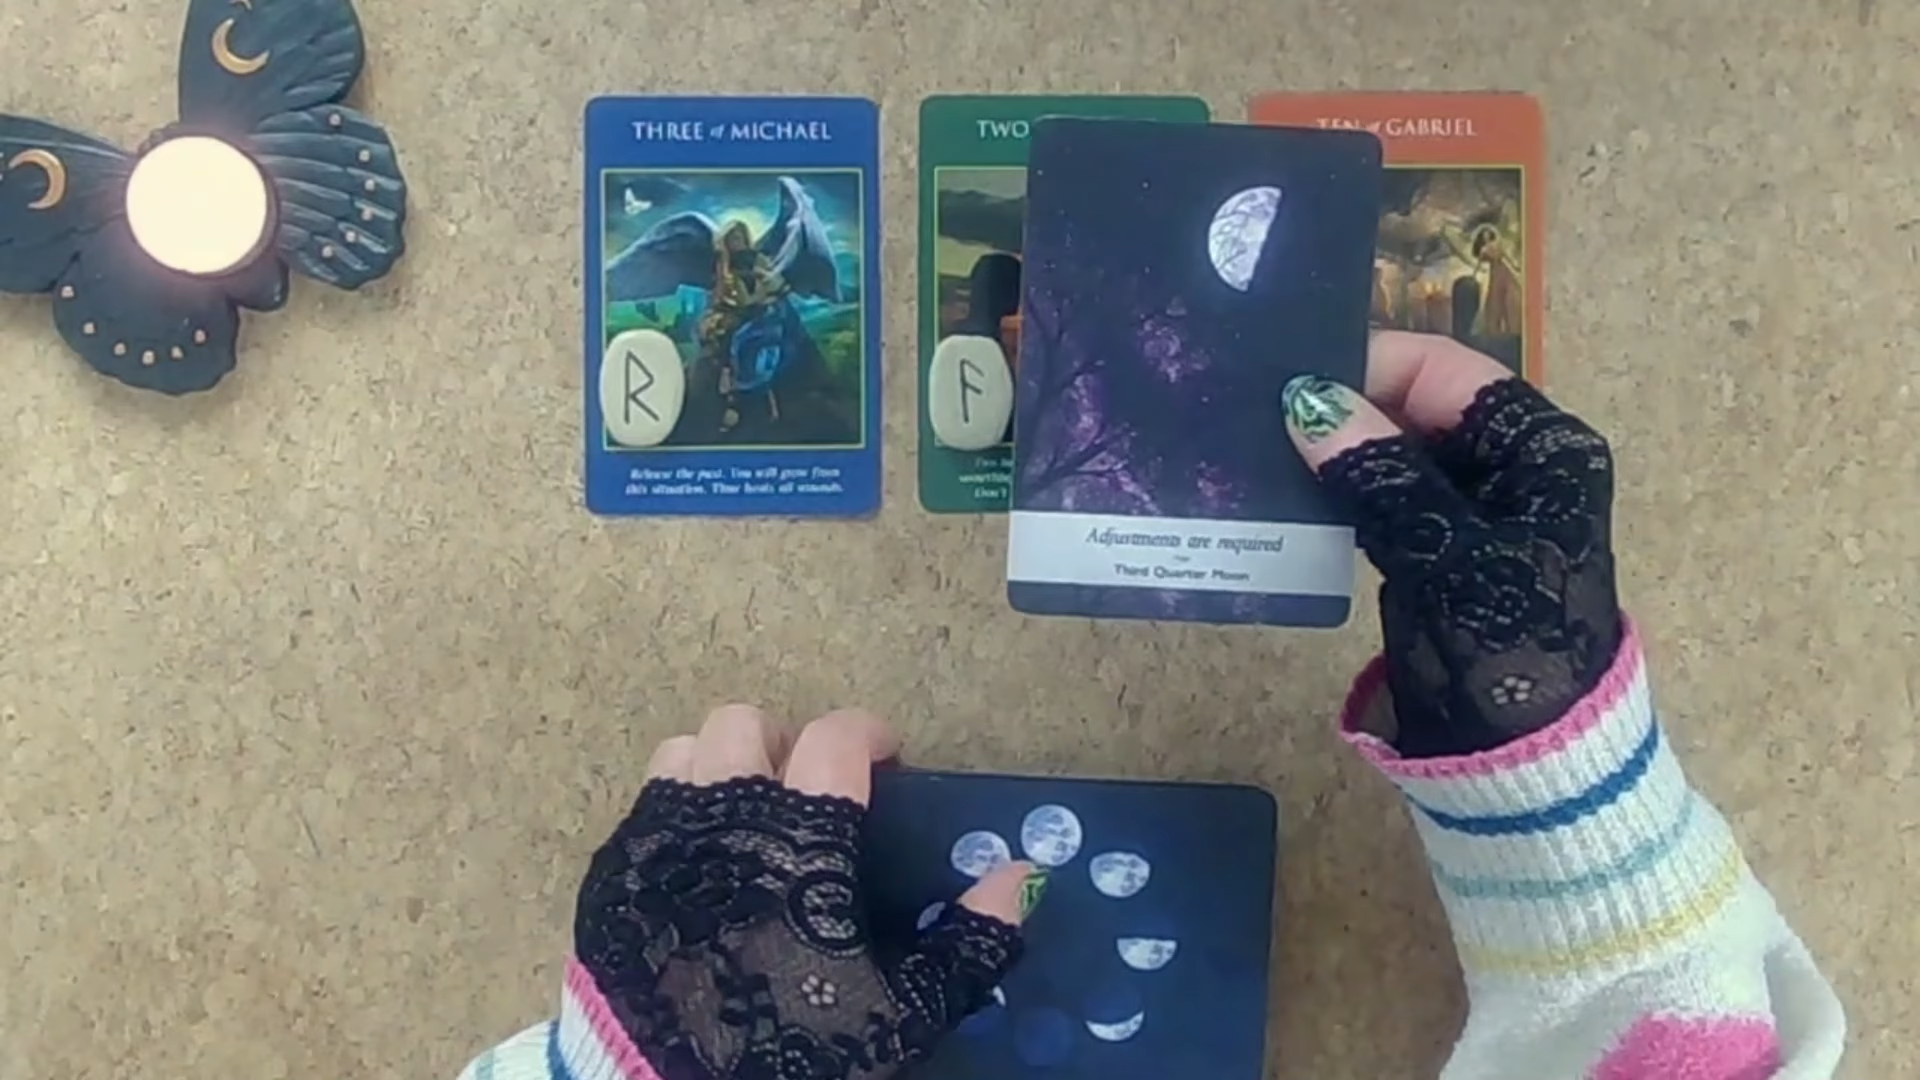 THREE of MICHAEL
TWO
TEN of GABRIEL
ᚱ
ᚨ
Release the past. You will grow from
this situation. Time heals all wounds.
Don't
Adjustments are required
Third Quarter Moon